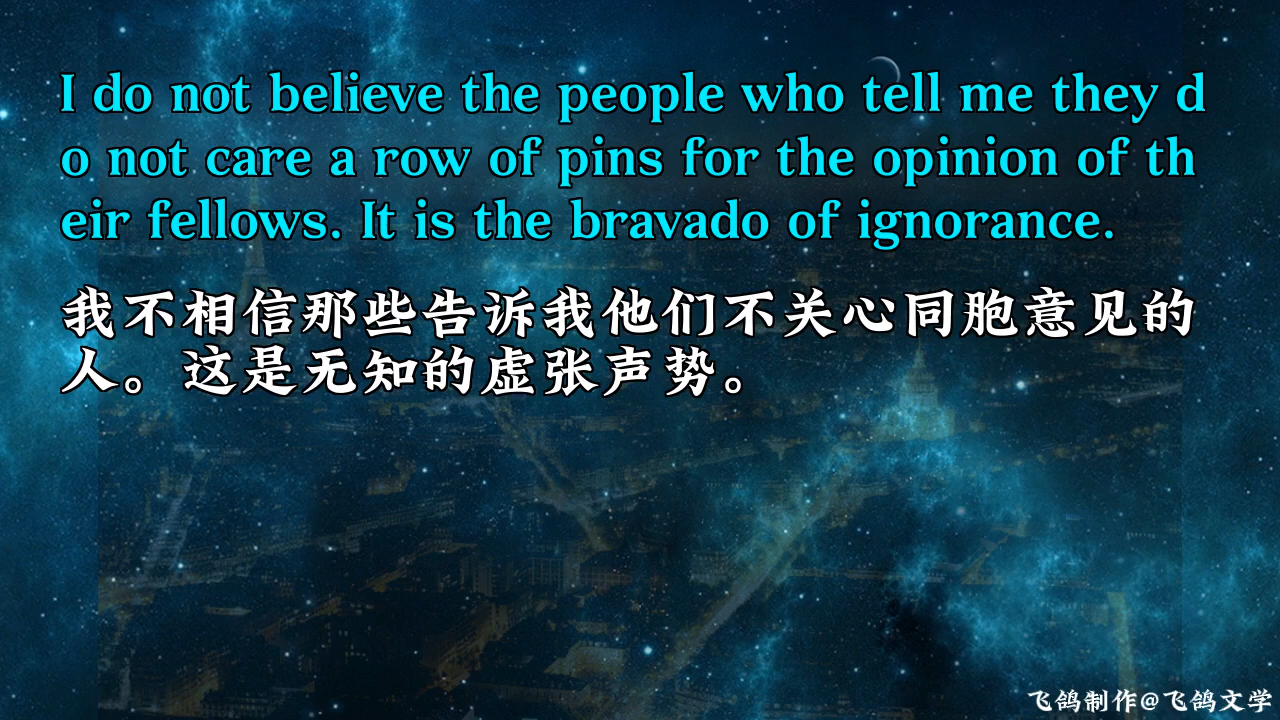 I do not believe the people who tell me they d
o not care a row of pins for the opinion of th
eir fellows. It is the bravado of ignorance.
我不相信那些告诉我他们不关心同胞意见的
人。这是无知的虚张声势。
飞鸽制作@飞鸽文学